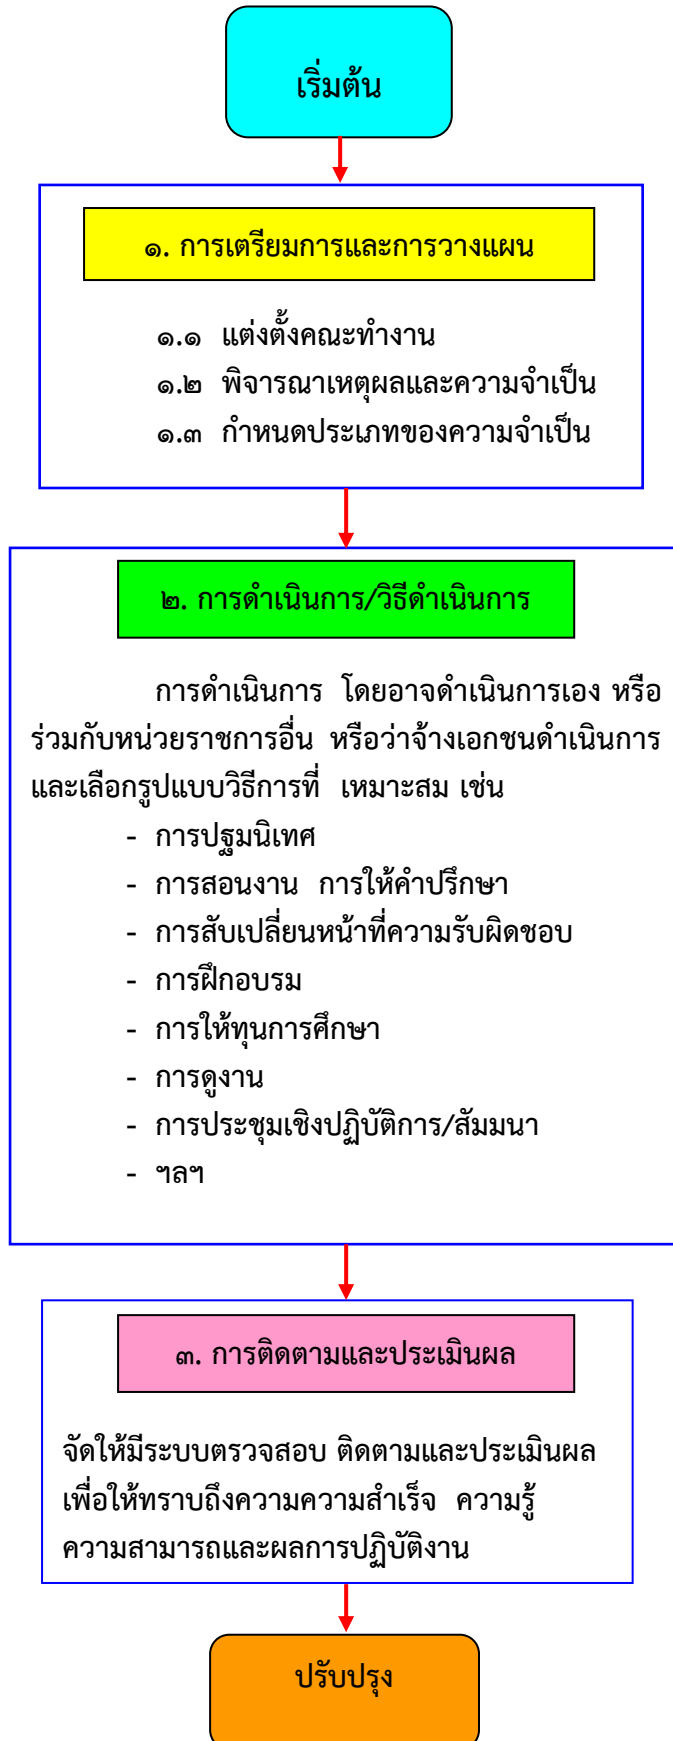 เริ่มต้น
๑. การเตรียมการและการวางแผน
๑.๑ แต่งตั้งคณะทำงาน
๑.๒ พิจารณาเหตุผลและความจำเป็น
๑.๓ กำหนดประเภทของความจำเป็น
๒. การดำเนินการ/วิธีดำเนินการ
การดำเนินการ โดยอาจดำเนินการเอง หรือ
ร่วมกับหน่วยราชการอื่น หรือว่าจ้างเอกชนดำเนินการ
และเลือกรูปแบบวิธีการที่ เหมาะสม เช่น
- การปฐมนิเทศ
- การสอนงาน การให้คำปรึกษา
- การสับเปลี่ยนหน้าที่ความรับผิดชอบ
- การฝึกอบรม
- การให้ทุนการศึกษา
- การดูงาน
- การประชุมเชิงปฏิบัติการ/สัมมนา
- ฯลฯ
๓. การติดตามและประเมินผล
จัดให้มีระบบตรวจสอบ ติดตามและประเมินผล
เพื่อให้ทราบถึงความความสำเร็จ ความรู้
ความสามารถและผลการปฏิบัติงาน
ปรับปรุง